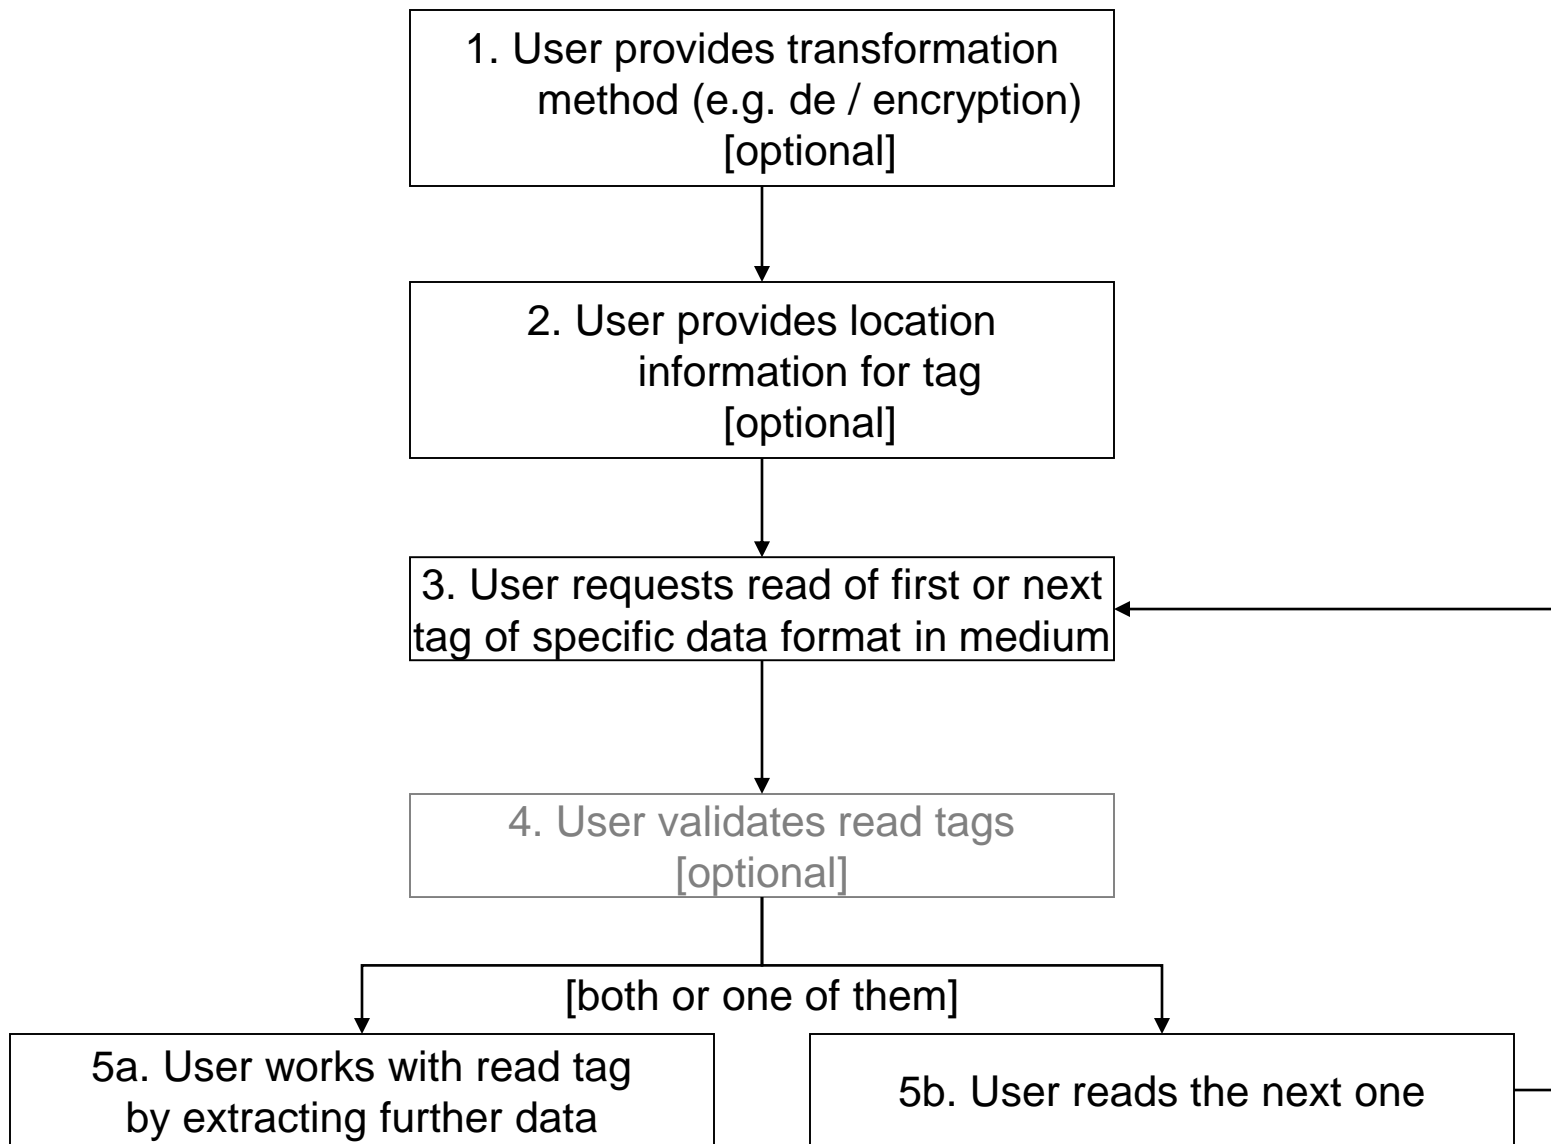 1. User provides transformation
method (e.g. de / encryption)
[optional]
2. User provides location
information for tag
[optional]
3. User requests read of first or next
tag of specific data format in medium
4. User validates read tags
[optional]
[both or one of them]
5a. User works with read tag
by extracting further data
5b. User reads the next one